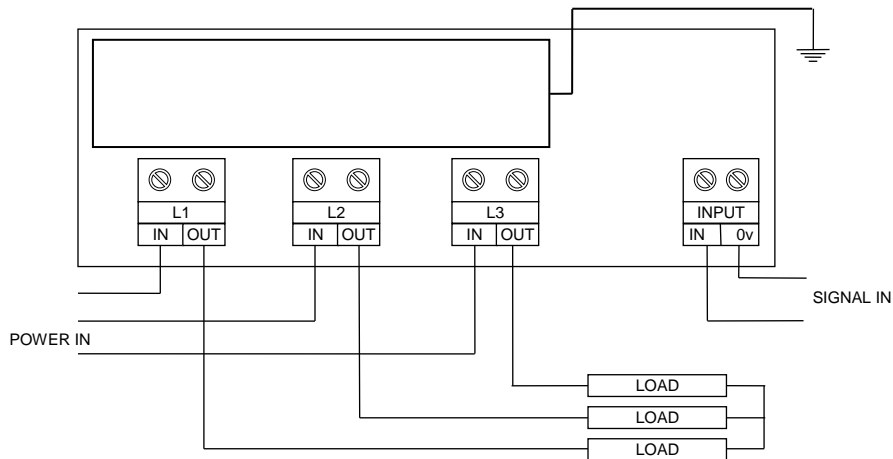 L1
L2
L3
INPUT
IN OUT
IN OUT
IN OUT
IN 0v
SIGNAL IN
POWER IN
LOAD
LOAD
LOAD